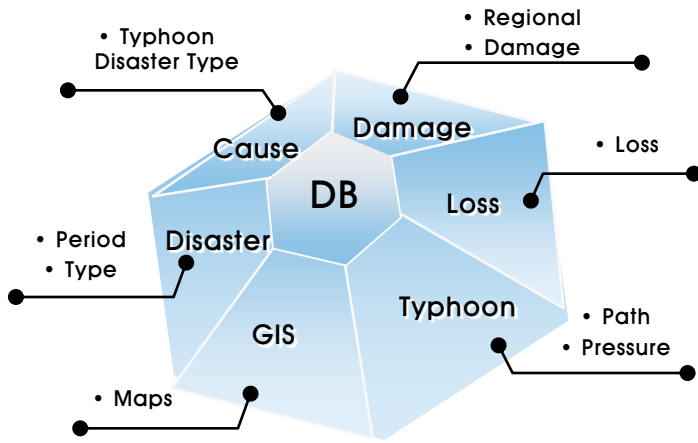 • Typhoon
Disaster Type
• Regional
• Damage
Cause
Damage
• Loss
DB
Loss
• Period
• Type
Disaster
Typhoon
GIS
• Path
• Pressure
• Maps